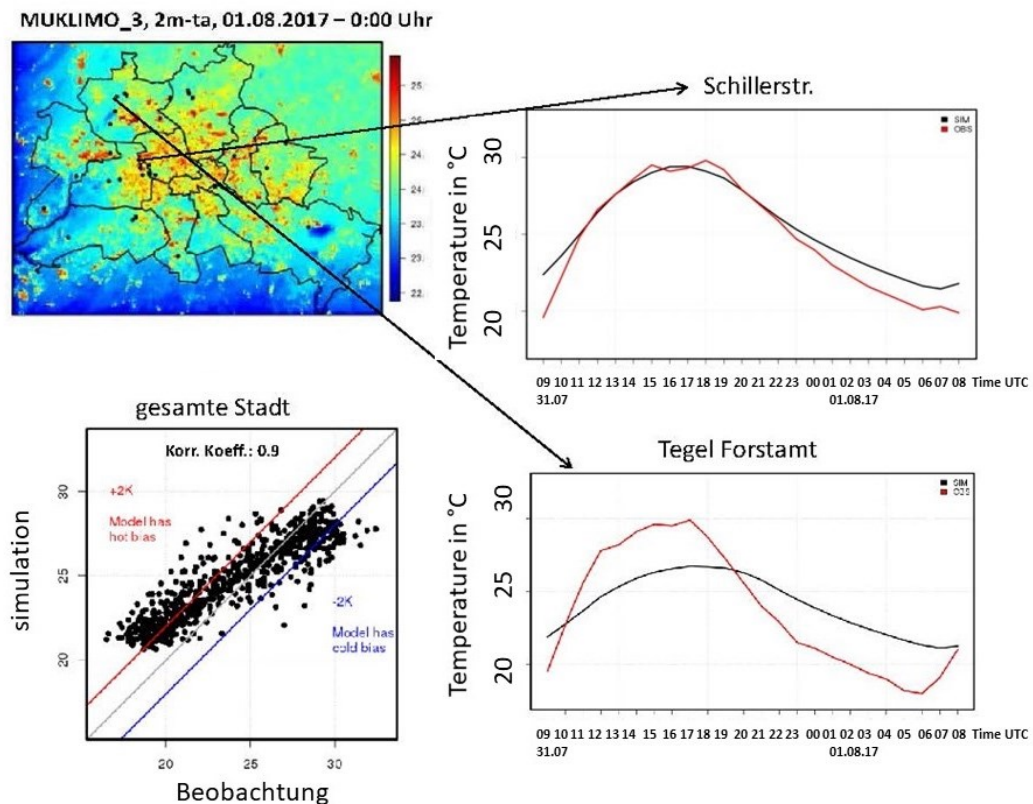 MUKLIMO_3, 2m-ta, 01.08.2017 – 0:00 Uhr
26.
25.
24.
23.
23.
22.
Schillerstr.
SIM
OBS
Temperature in °C
30
25
20
09 10 11 12 13 14 15 16 17 18 19 20 21 22 23 00 01 02 03 04 05 06 07 08 Time UTC
31.07 01.08.17
gesamte Stadt
Korr. Koeff.: 0.9
+2K
Model has
hot bias
-2K
Model has
cold bias
simulation
30
25
20
20 25 30
Beobachtung
Tegel Forstamt
SIM
OBS
Temperature in °C
30
25
20
09 10 11 12 13 14 15 16 17 18 19 20 21 22 23 00 01 02 03 04 05 06 07 08 Time UTC
31.07 01.08.17